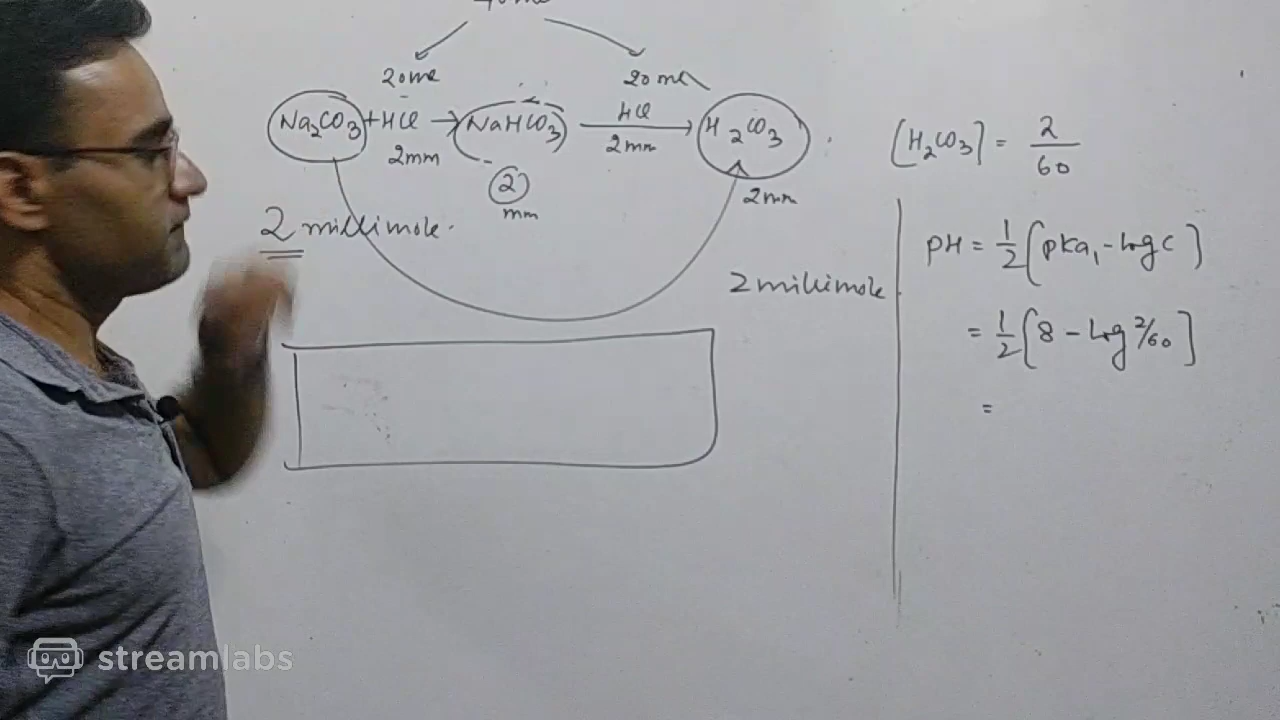 20ml 20ml
Na2CO3 + HCl → NaHCO3 HCl → H2CO3
2mm 2mm
2 mm
2mm
2 millimole.
2 millimole
[H2CO3] = 2/60
pH = 1/2 [pKa1 - log C]
= 1/2 [8 - log 2/60]
=
streamlabs